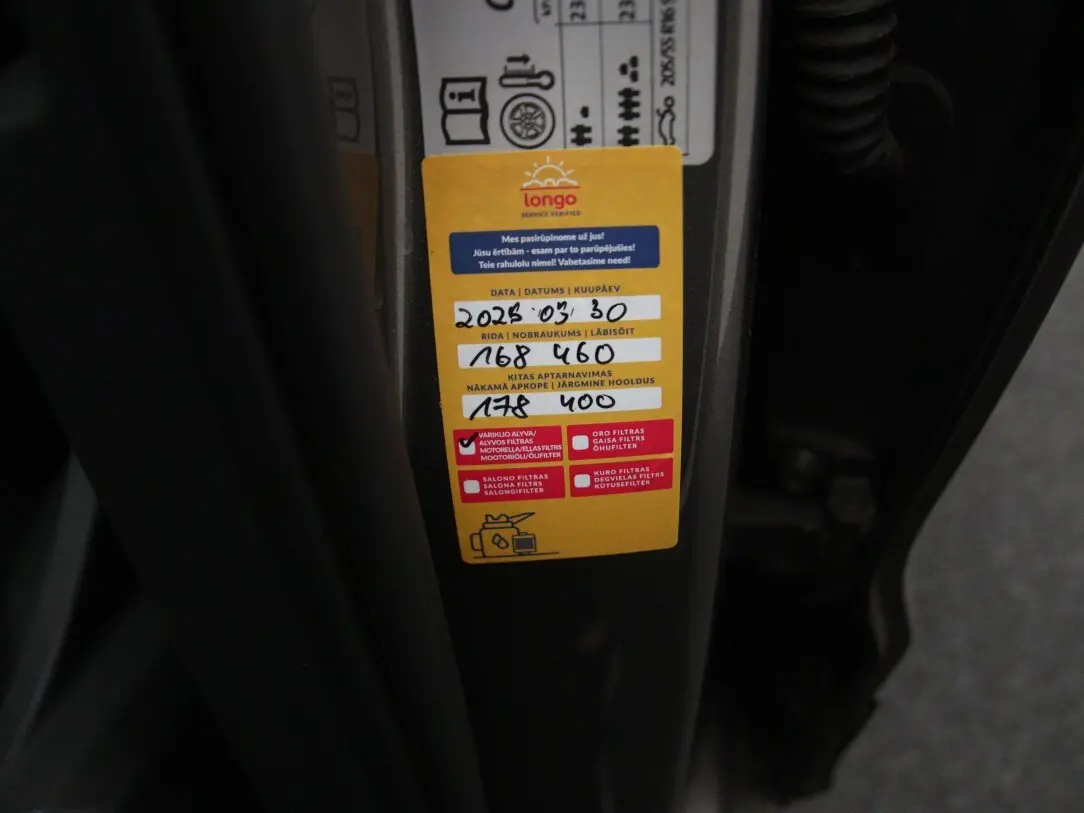 205/55 R16
longo
SERVICE VERIFIED
Mes pasirūpinome už jus!
Jūsu ērtībām - esam par to parūpējušies!
Teie rahulolu nimel! Vahetasime need!
DATA | DATUMS | KUUPÄEV
2025 03 30
RIDA | NOBRAUKUMS | LÄBISÕIT
168 460
KITAS APTARNAVIMAS
NĀKAMĀ APKOPE | JÄRGMINE HOOLDUS
178 400
VARIKLIO ALYVA/
ALYVOS FILTRAS
MOTOREĻĻA/EĻĻAS FILTRS
MOOTORIÕLI/ÕLIFILTER
ORO FILTRAS
GAISA FILTRS
ÕHUFILTER
SALONO FILTRAS
SALONA FILTRS
SALONGIFILTER
KURO FILTRAS
DEGVIELAS FILTRS
KÜTUSEFILTER